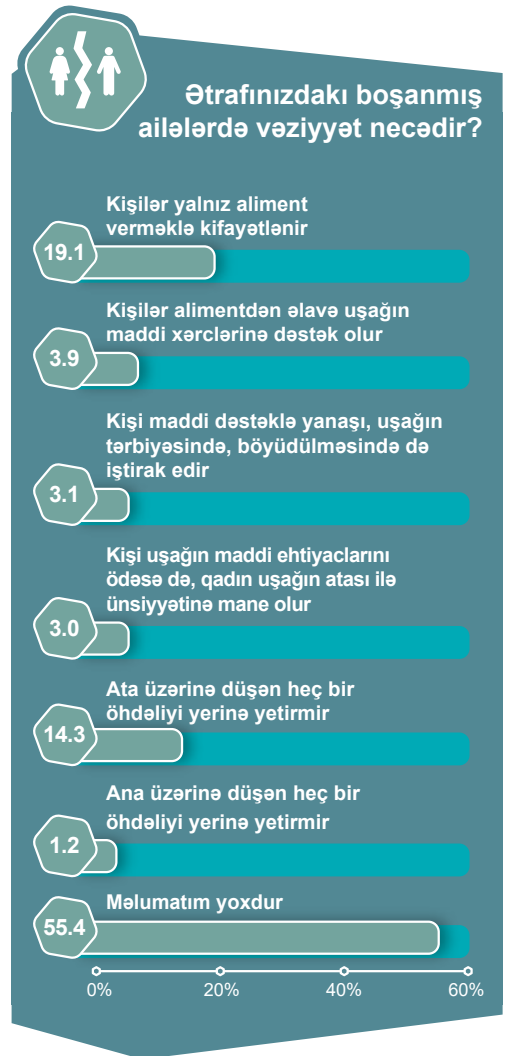 Ətrafınızdakı boşanmış
ailələrdə vəziyyət necədir?
Kişilər yalnız aliment
verməklə kifayətlənir
19.1
Kişilər alimentdən əlavə uşağın
maddi xərclərinə dəstək olur
3.9
Kişi maddi dəstəklə yanaşı, uşağın
tərbiyəsində, böyüdülməsində də
iştirak edir
3.1
Kişi uşağın maddi ehtiyaclarını
ödəsə də, qadın uşağın atası ilə
ünsiyyətinə mane olur
3.0
Ata üzərinə düşən heç bir
öhdəliyi yerinə yetirmir
14.3
Ana üzərinə düşən heç bir
öhdəliyi yerinə yetirmir
1.2
Məlumatım yoxdur
55.4
0% 20% 40% 60%